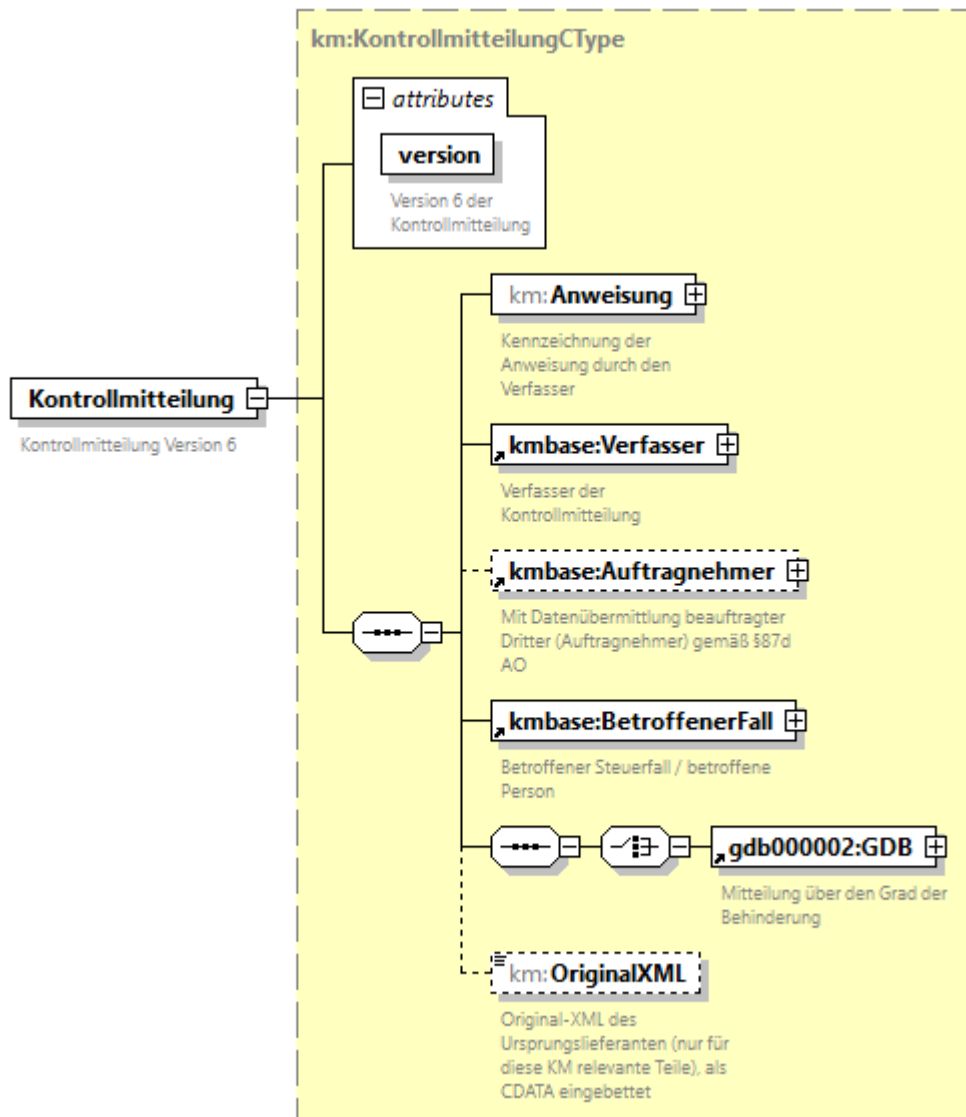 km:KontrollmitteilungCType
attributes
version
Version 6 der
Kontrollmitteilung
km:Anweisung
Kennzeichnung der
Anweisung durch den
Verfasser
Kontrollmitteilung
Kontrollmitteilung Version 6
kmbase:Verfasser
Verfasser der
Kontrollmitteilung
kmbase:Auftragnehmer
Mit Datenübermittlung beauftragter
Dritter (Auftragnehmer) gemäß §87d
AO
kmbase:BetroffenerFall
Betroffener Steuerfall / betroffene
Person
gdb000002:GDB
Mitteilung über den Grad der
Behinderung
km:OriginalXML
Original-XML des
Ursprungslieferanten (nur für
diese KM relevante Teile), als
CDATA eingebettet